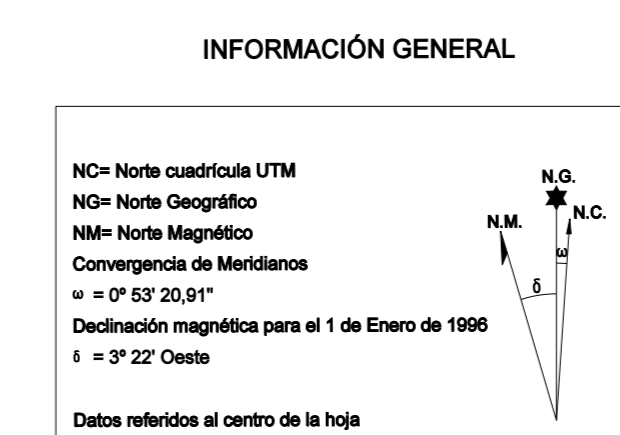 INFORMACIÓN GENERAL
NC= Norte cuadrícula UTM
NG= Norte Geográfico
NM= Norte Magnético
Convergencia de Meridianos
ω = 0º 53' 20,91"
Declinación magnética para el 1 de Enero de 1996
δ = 3º 22' Oeste
Datos referidos al centro de la hoja
N.G.
N.C.
N.M.
ω
δ